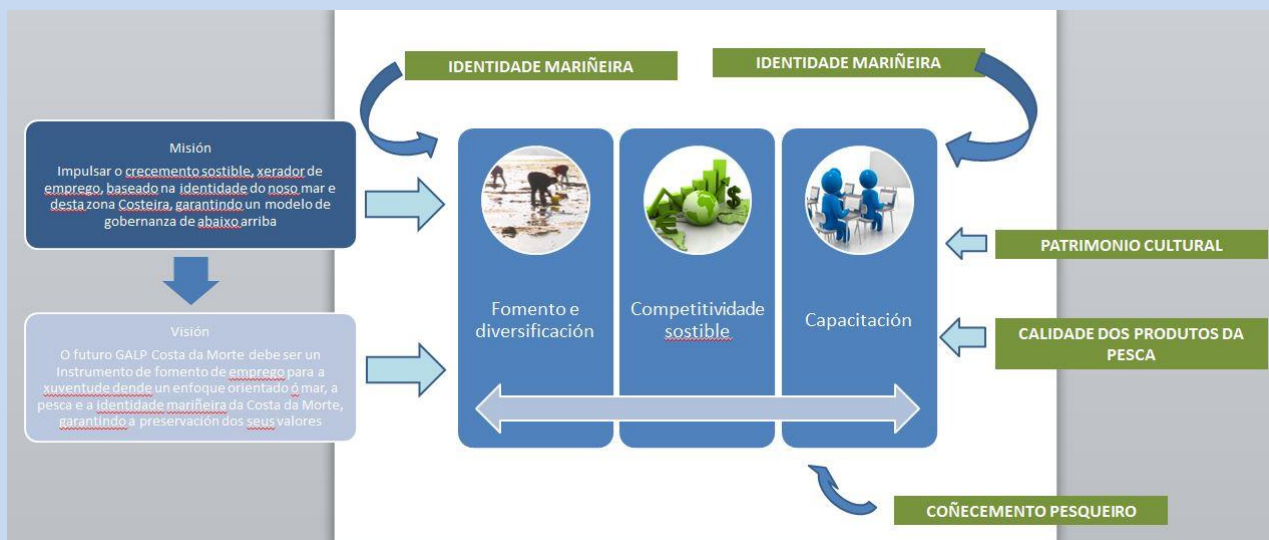 IDENTIDADE MARIÑEIRA
IDENTIDADE MARIÑEIRA
Misión
Impulsar o crecemento sostible, xerador de
emprego, baseado na identidade do noso mar e
desta zona Costeira, garantindo un modelo de
gobernanza de abaixo arriba
Visión
O futuro GALP Costa da Morte debe ser un
Instrumento de fomento de emprego para a
xuventude dende un enfoque orientado ó mar, a
pesca e a identidade mariñeira da Costa da Morte,
garantindo a preservación dos seus valores
Fomento e
diversificación
Competitividade
sostible
Capacitación
PATRIMONIO CULTURAL
CALIDADE DOS PRODUTOS DA
PESCA
COÑECEMENTO PESQUEIRO